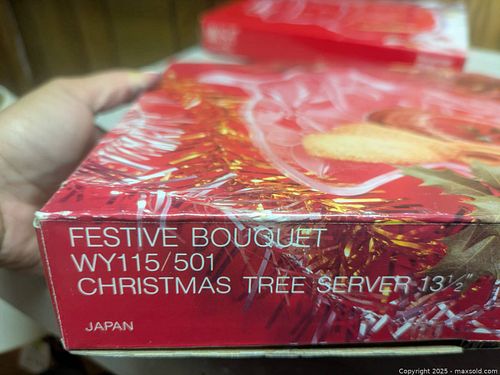 FESTIVE BOUQUET
WY115/501
CHRISTMAS TREE SERVER 13½"
JAPAN
Copyright 2025 - maxsold.com